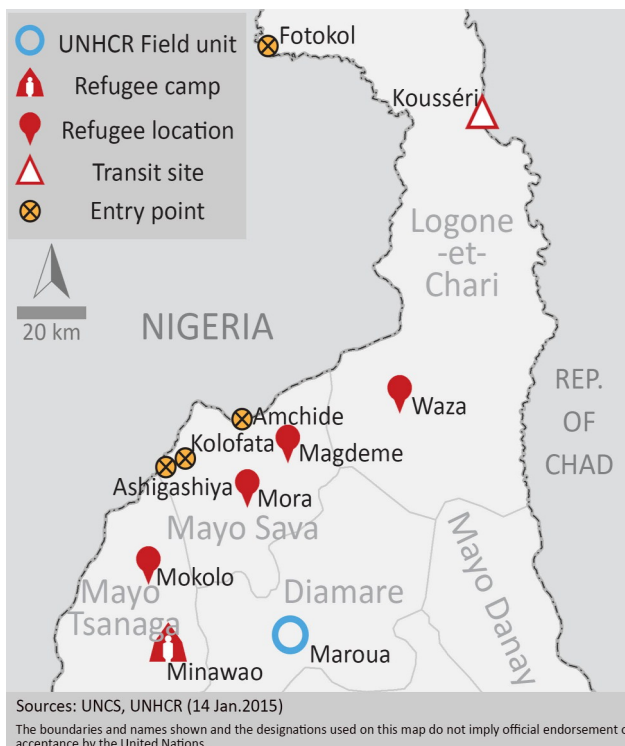 UNHCR Field unit
Refugee camp
Refugee location
Transit site
Entry point
20 km
Fotokol
Kousséri
Logone
-et-
Chari
NIGERIA
REP.
OF
CHAD
Waza
Amchide
Kolofata
Magdeme
Ashigashiya
Mora
Mayo Sava
Mokolo
Mayo
Tsanaga
Diamare
Mayo Danay
Minawao
Maroua
Sources: UNCS, UNHCR (14 Jan.2015)
The boundaries and names shown and the designations used on this map do not imply official endorsement
acceptance by the United Nations